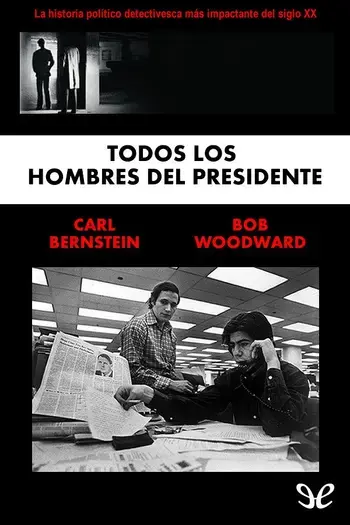 La historia político detectivesca más impactante del siglo XX
TODOS LOS
HOMBRES DEL PRESIDENTE
CARL
BERNSTEIN
BOB
WOODWARD